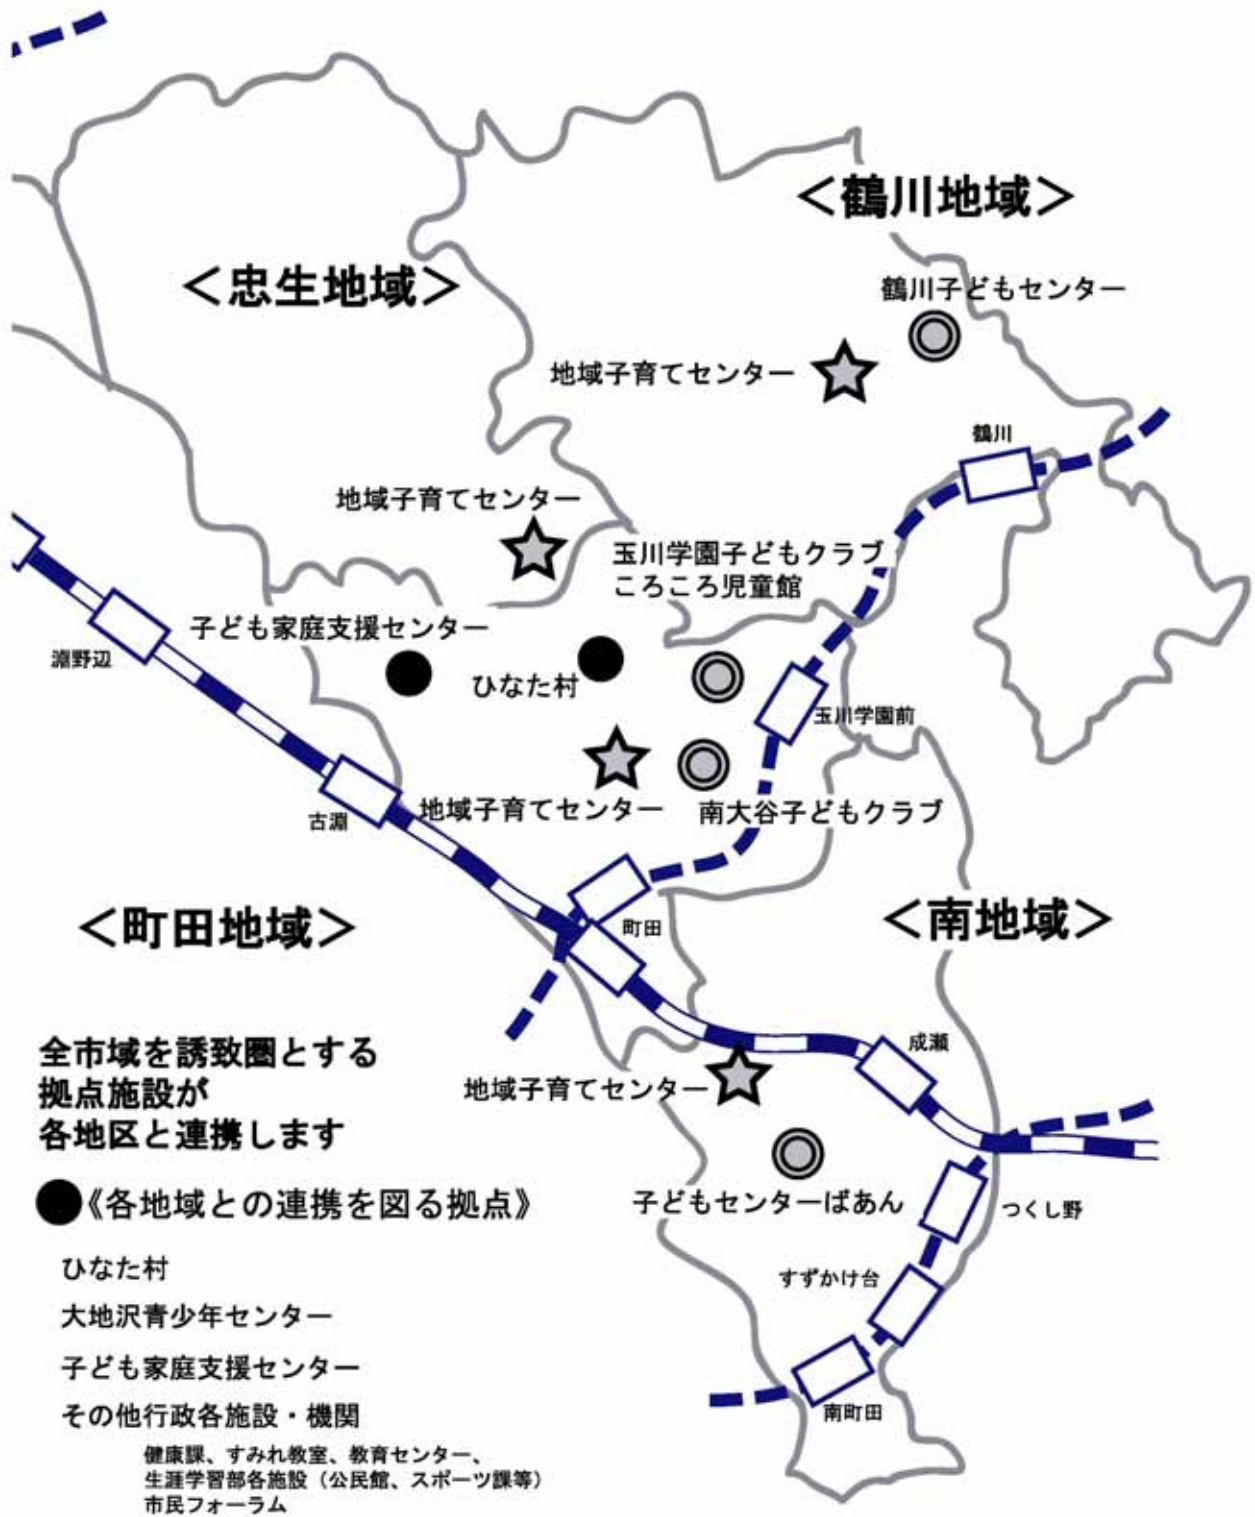 ＜鶴川地域＞
＜忠生地域＞
鶴川子どもセンター
地域子育てセンター
鶴川
地域子育てセンター
玉川学園子どもクラブ
ころころ児童館
子ども家庭支援センター
淵野辺
ひなた村
玉川学園前
地域子育てセンター
南大谷子どもクラブ
古淵
＜町田地域＞
町田
＜南地域＞
全市域を誘致圏とする
拠点施設が
各地区と連携します
成瀬
地域子育てセンター
●《各地域との連携を図る拠点》
子どもセンターばあん
つくし野
ひなた村
すずかけ台
大地沢青少年センター
子ども家庭支援センター
南町田
その他行政各施設・機関
健康課、すみれ教室、教育センター、
生涯学習部各施設（公民館、スポーツ課等）
市民フォーラム